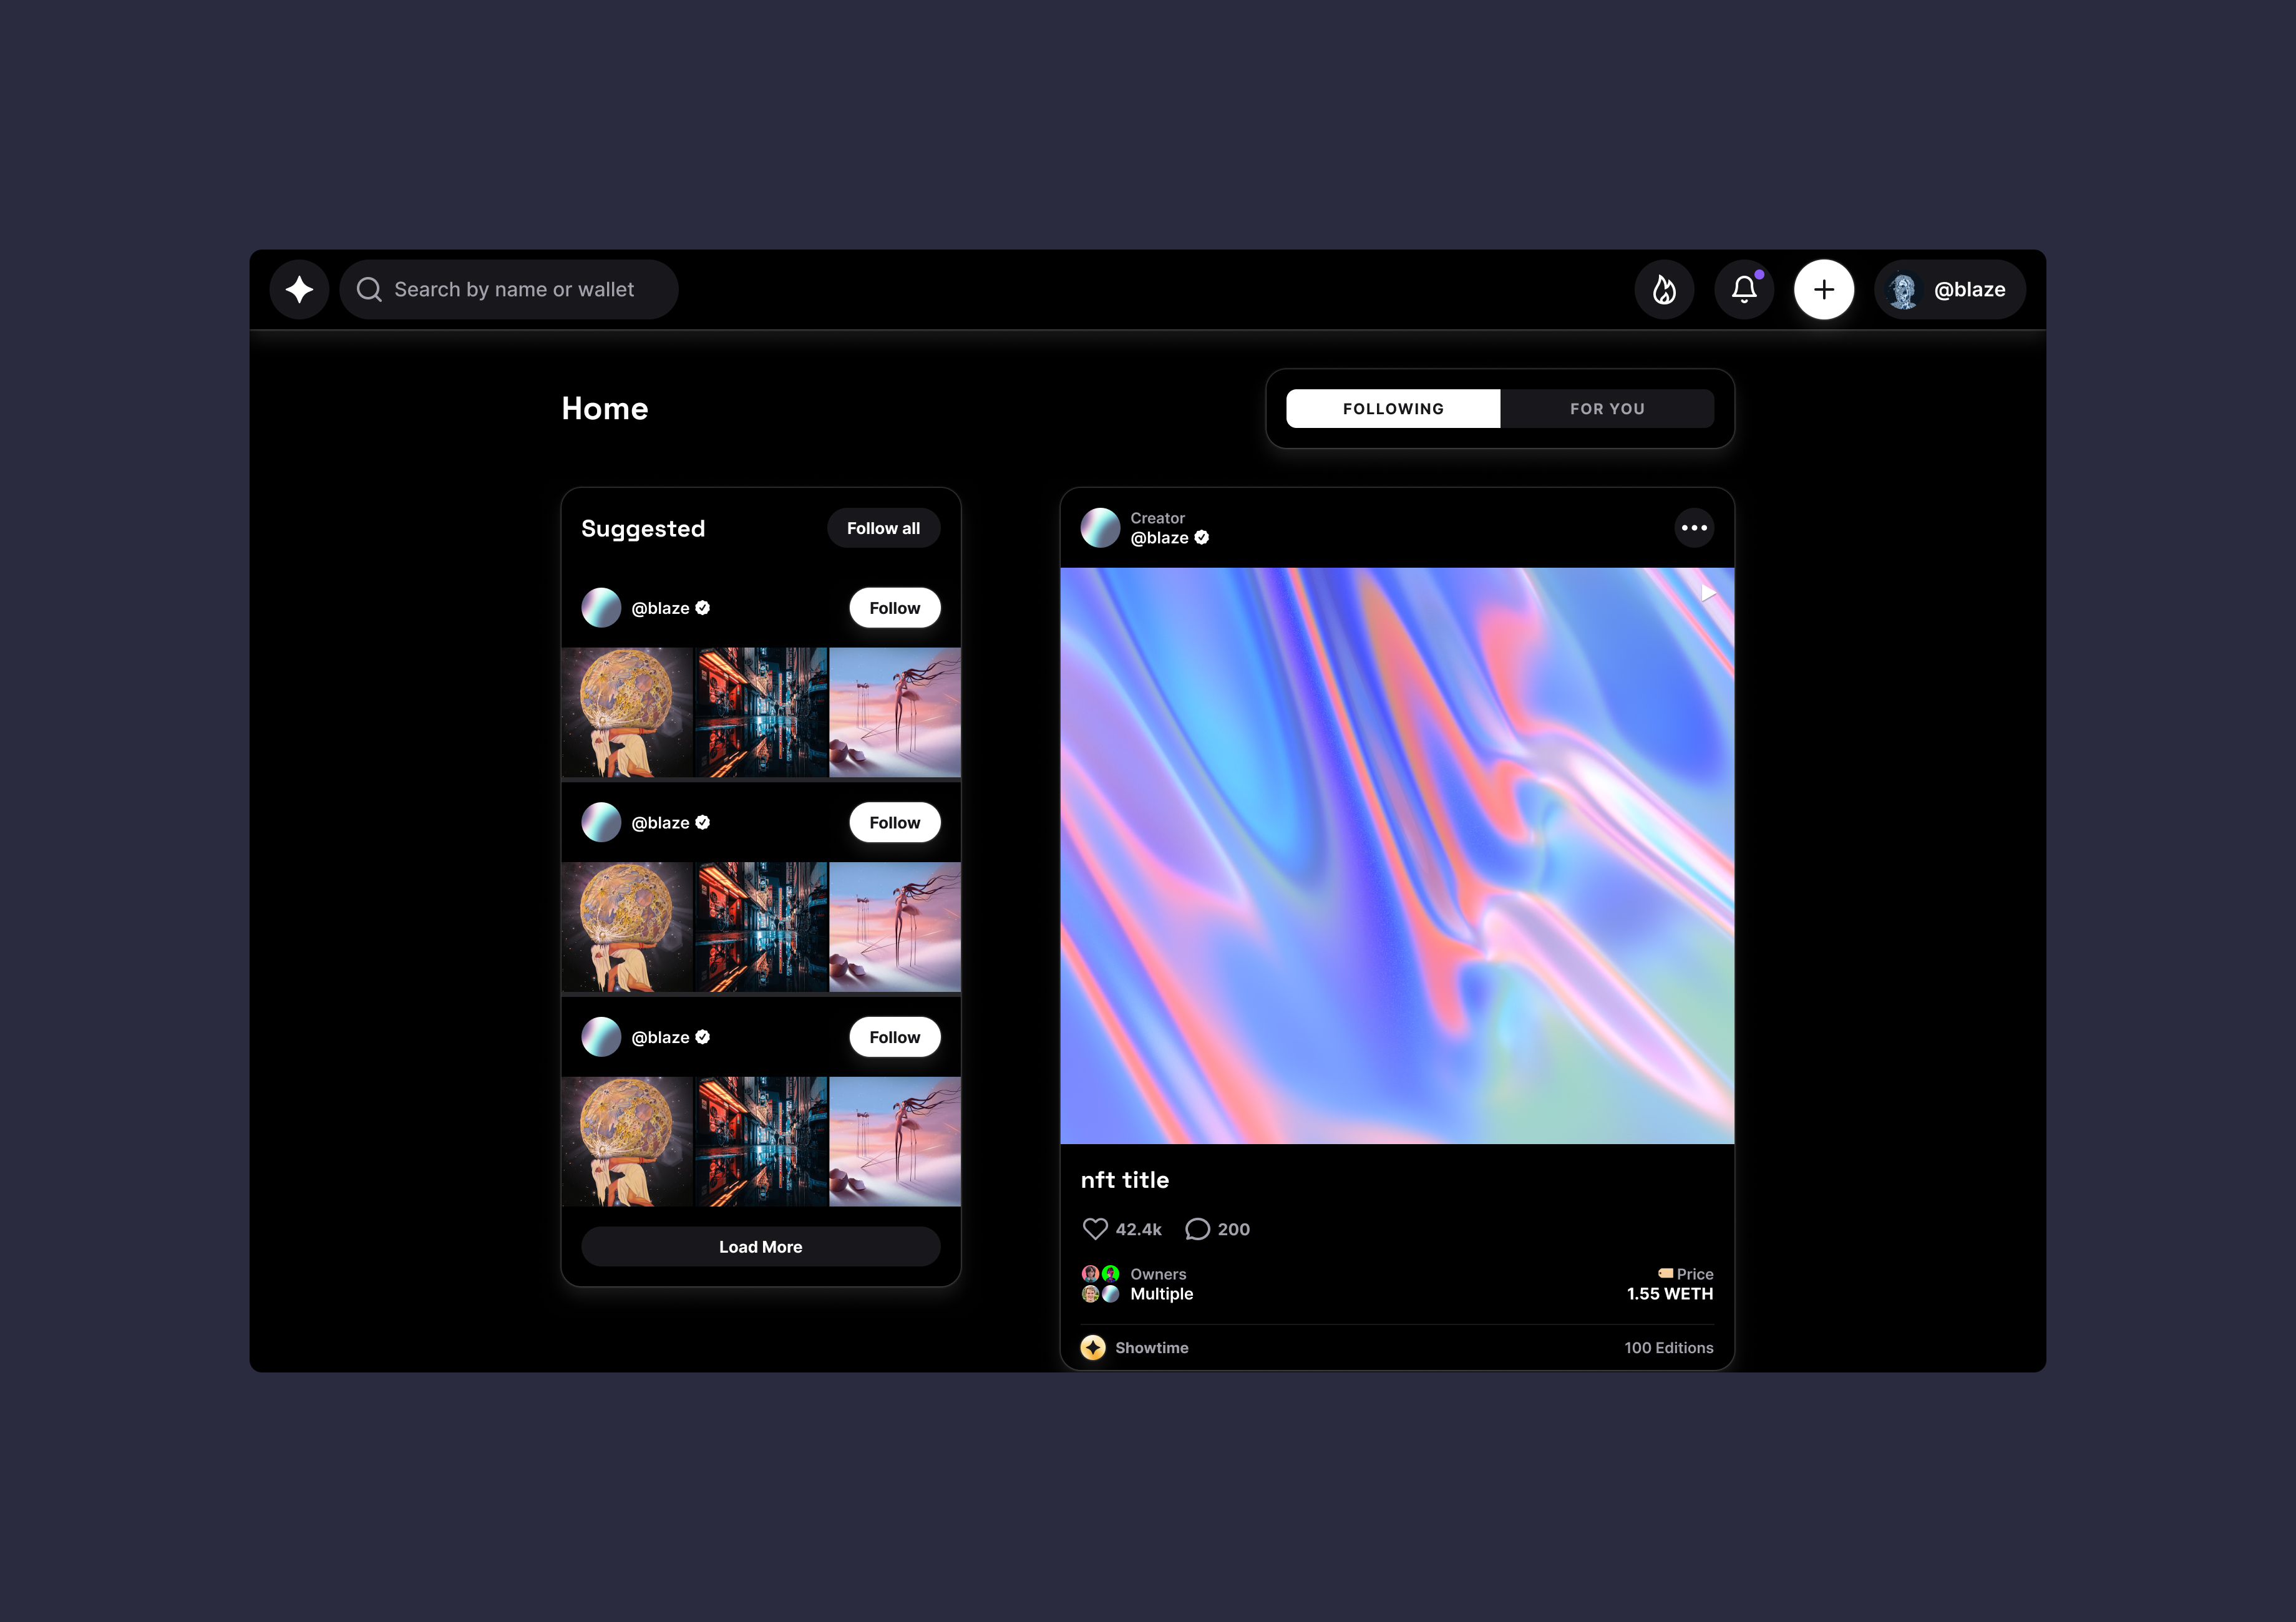 Search by name or wallet
@blaze
Home
FOLLOWING
FOR YOU
Suggested
Follow all
@blaze
Follow
@blaze
Follow
@blaze
Follow
Load More
Creator
@blaze
nft title
42.4k
200
Owners
Multiple
Price
1.55 WETH
Showtime
100 Editions